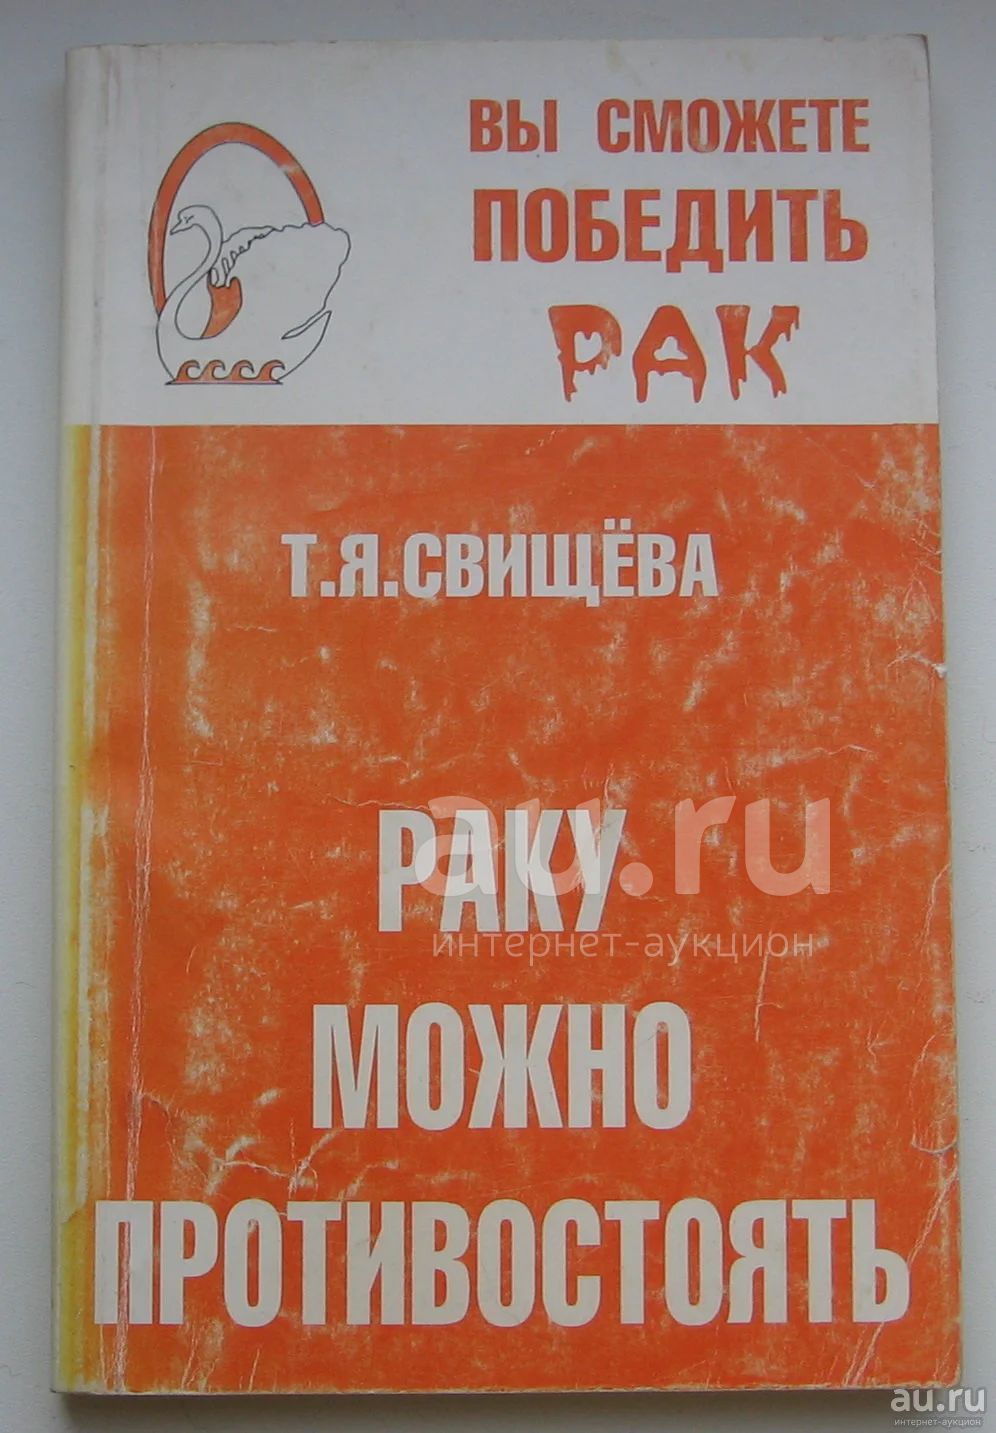 ВЫ СМОЖЕТЕ
ПОБЕДИТЬ
РАК
Т.Я.СВИЩЁВА
РАКУ
au.ru
интернет-аукцион
МОЖНО
ПРОТИВОСТОЯТЬ
au.ru
интернет-аукцион